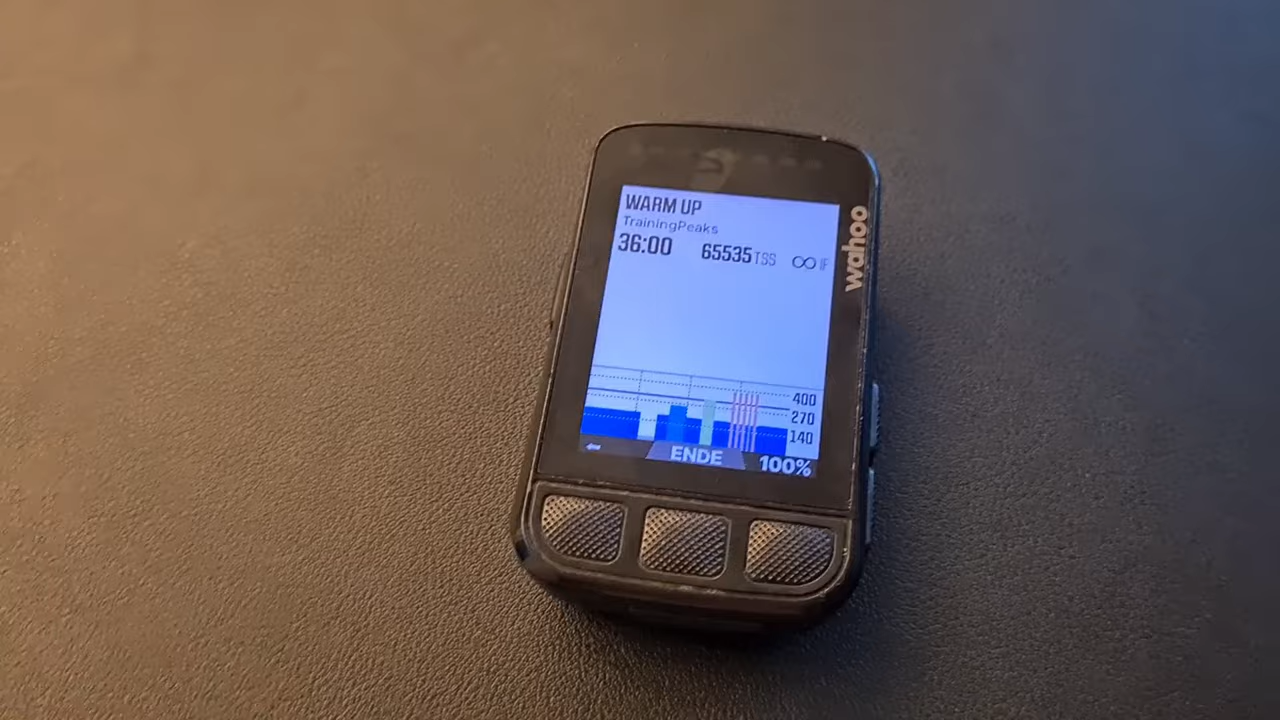 WARM UP
TrainingPeaks
36:00 65535 TSS ∞ IF
400
270
140
ENDE 100%
wahoo